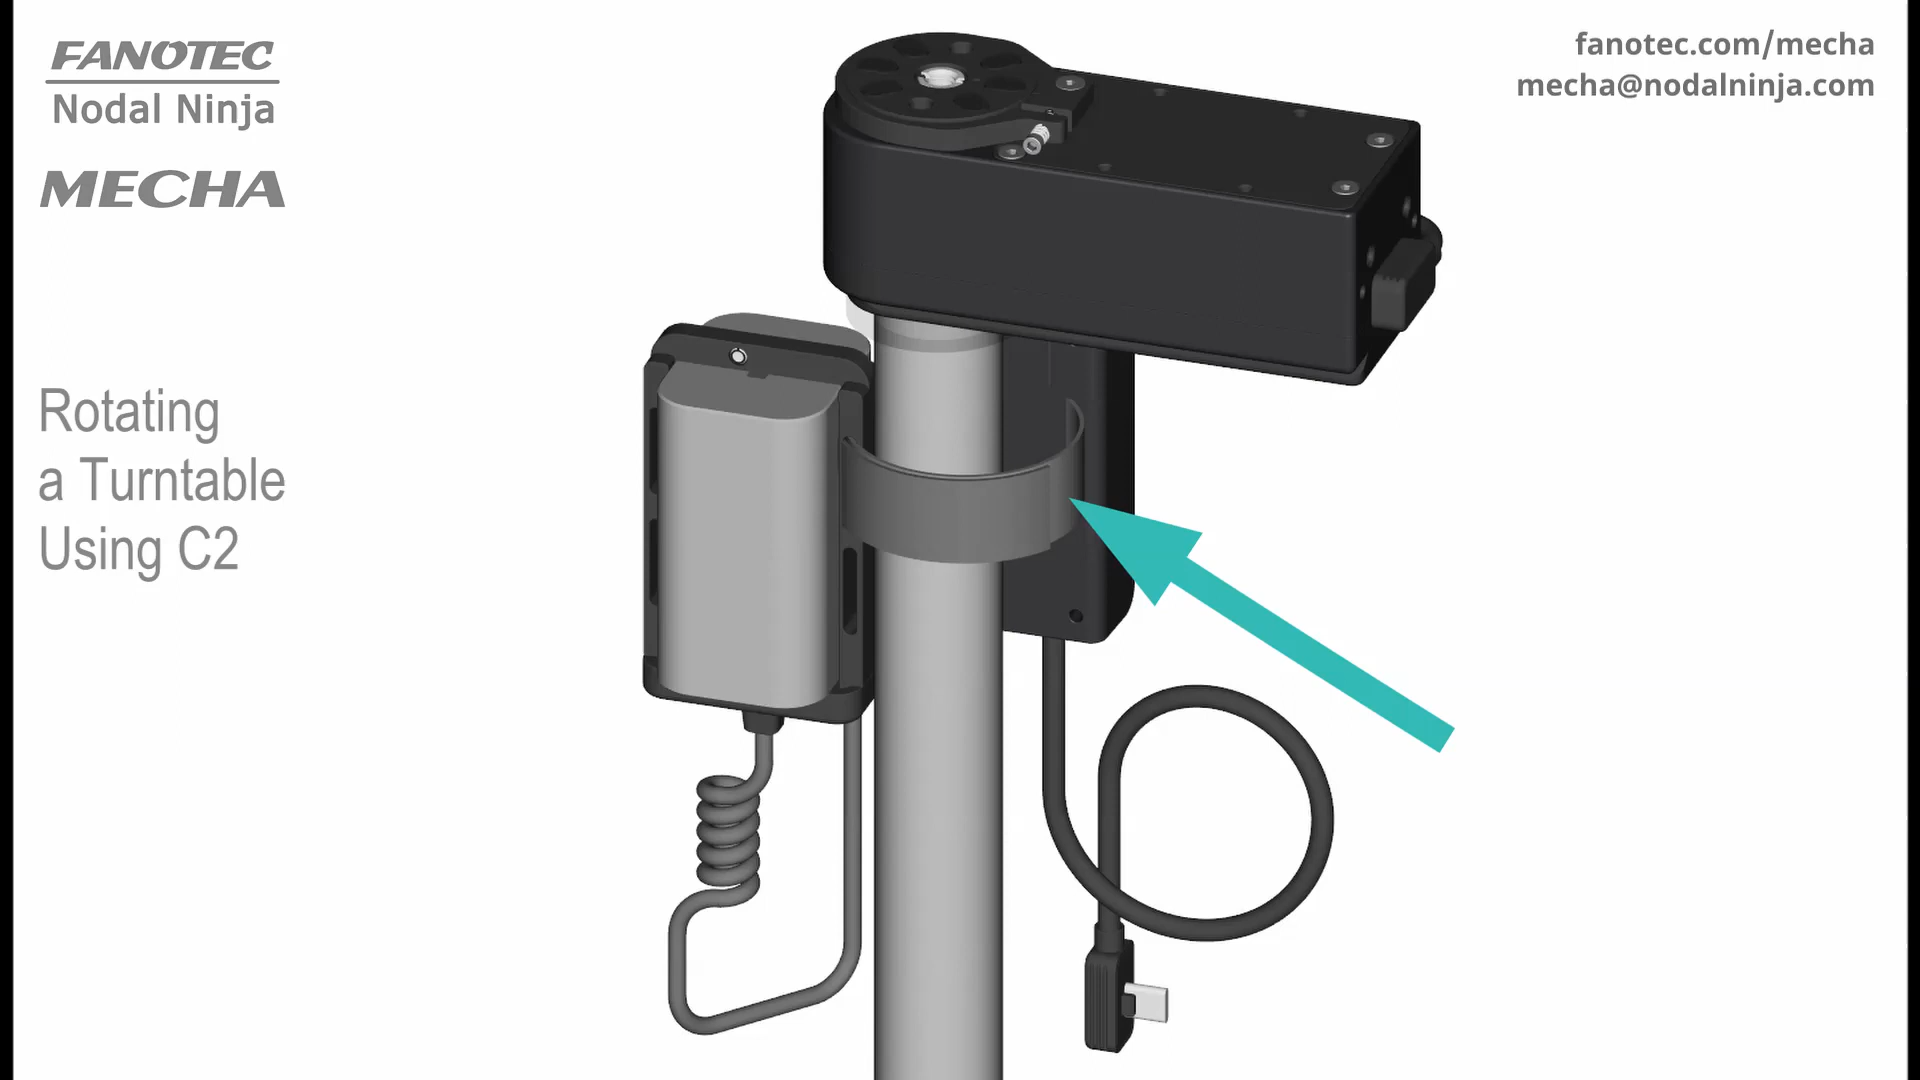 FANOTEC
Nodal Ninja
MECHA
fanotec.com/mecha
mecha@nodalninja.com
Rotating
a Turntable
Using C2